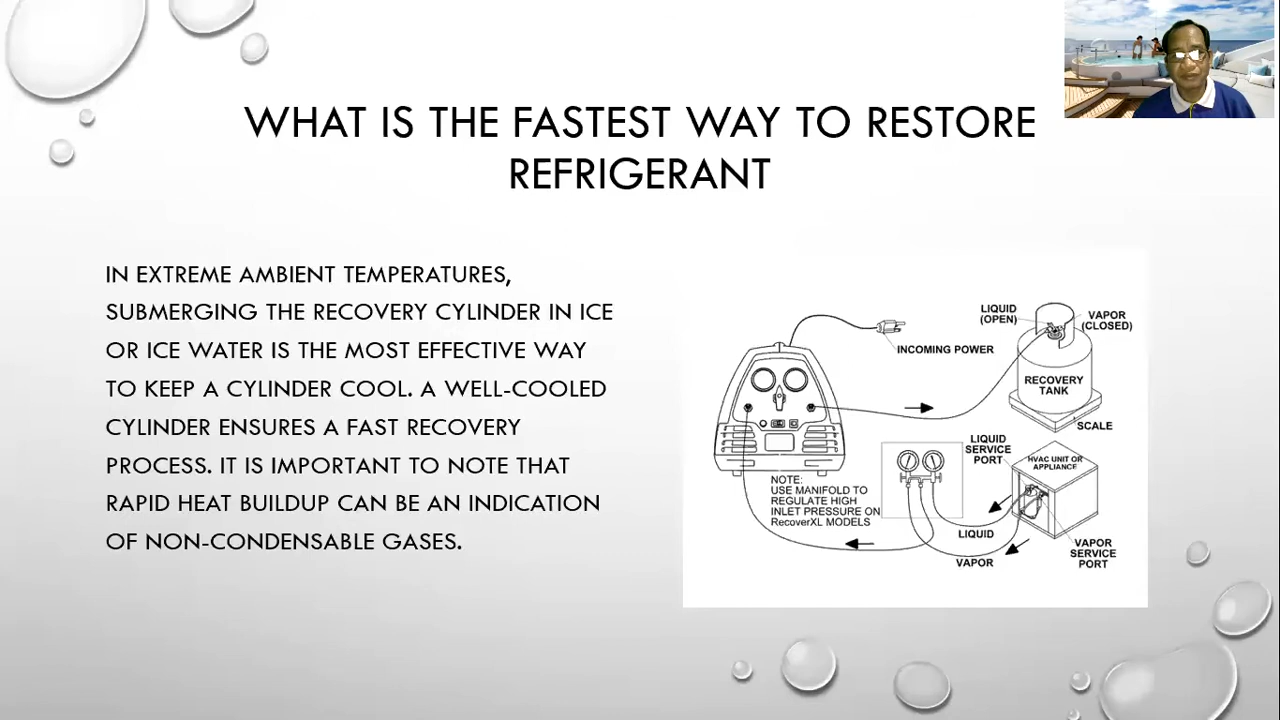 WHAT IS THE FASTEST WAY TO RESTORE
REFRIGERANT
IN EXTREME AMBIENT TEMPERATURES,
SUBMERGING THE RECOVERY CYLINDER IN ICE
OR ICE WATER IS THE MOST EFFECTIVE WAY
TO KEEP A CYLINDER COOL. A WELL-COOLED
CYLINDER ENSURES A FAST RECOVERY
PROCESS. IT IS IMPORTANT TO NOTE THAT
RAPID HEAT BUILDUP CAN BE AN INDICATION
OF NON-CONDENSABLE GASES.
LIQUID
(OPEN)
VAPOR
(CLOSED)
INCOMING POWER
RECOVERY
TANK
SCALE
LIQUID
SERVICE
PORT
HVAC UNIT OR
APPLIANCE
NOTE:
USE MANIFOLD TO
REGULATE HIGH
INLET PRESSURE ON
RecoverXL MODELS
LIQUID
VAPOR
VAPOR
SERVICE
PORT